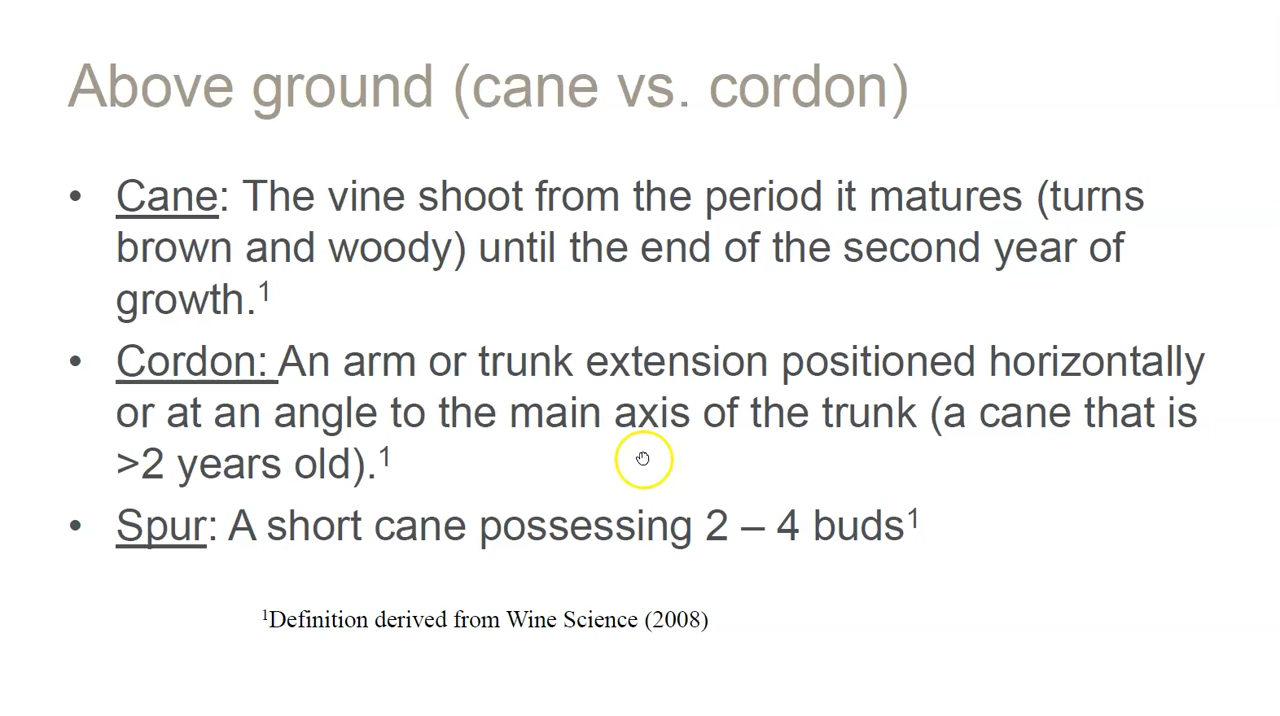 Above ground (cane vs. cordon)
• Cane: The vine shoot from the period it matures (turns
brown and woody) until the end of the second year of
growth.¹
• Cordon: An arm or trunk extension positioned horizontally
or at an angle to the main axis of the trunk (a cane that is
>2 years old).¹
• Spur: A short cane possessing 2 – 4 buds¹
¹Definition derived from Wine Science (2008)